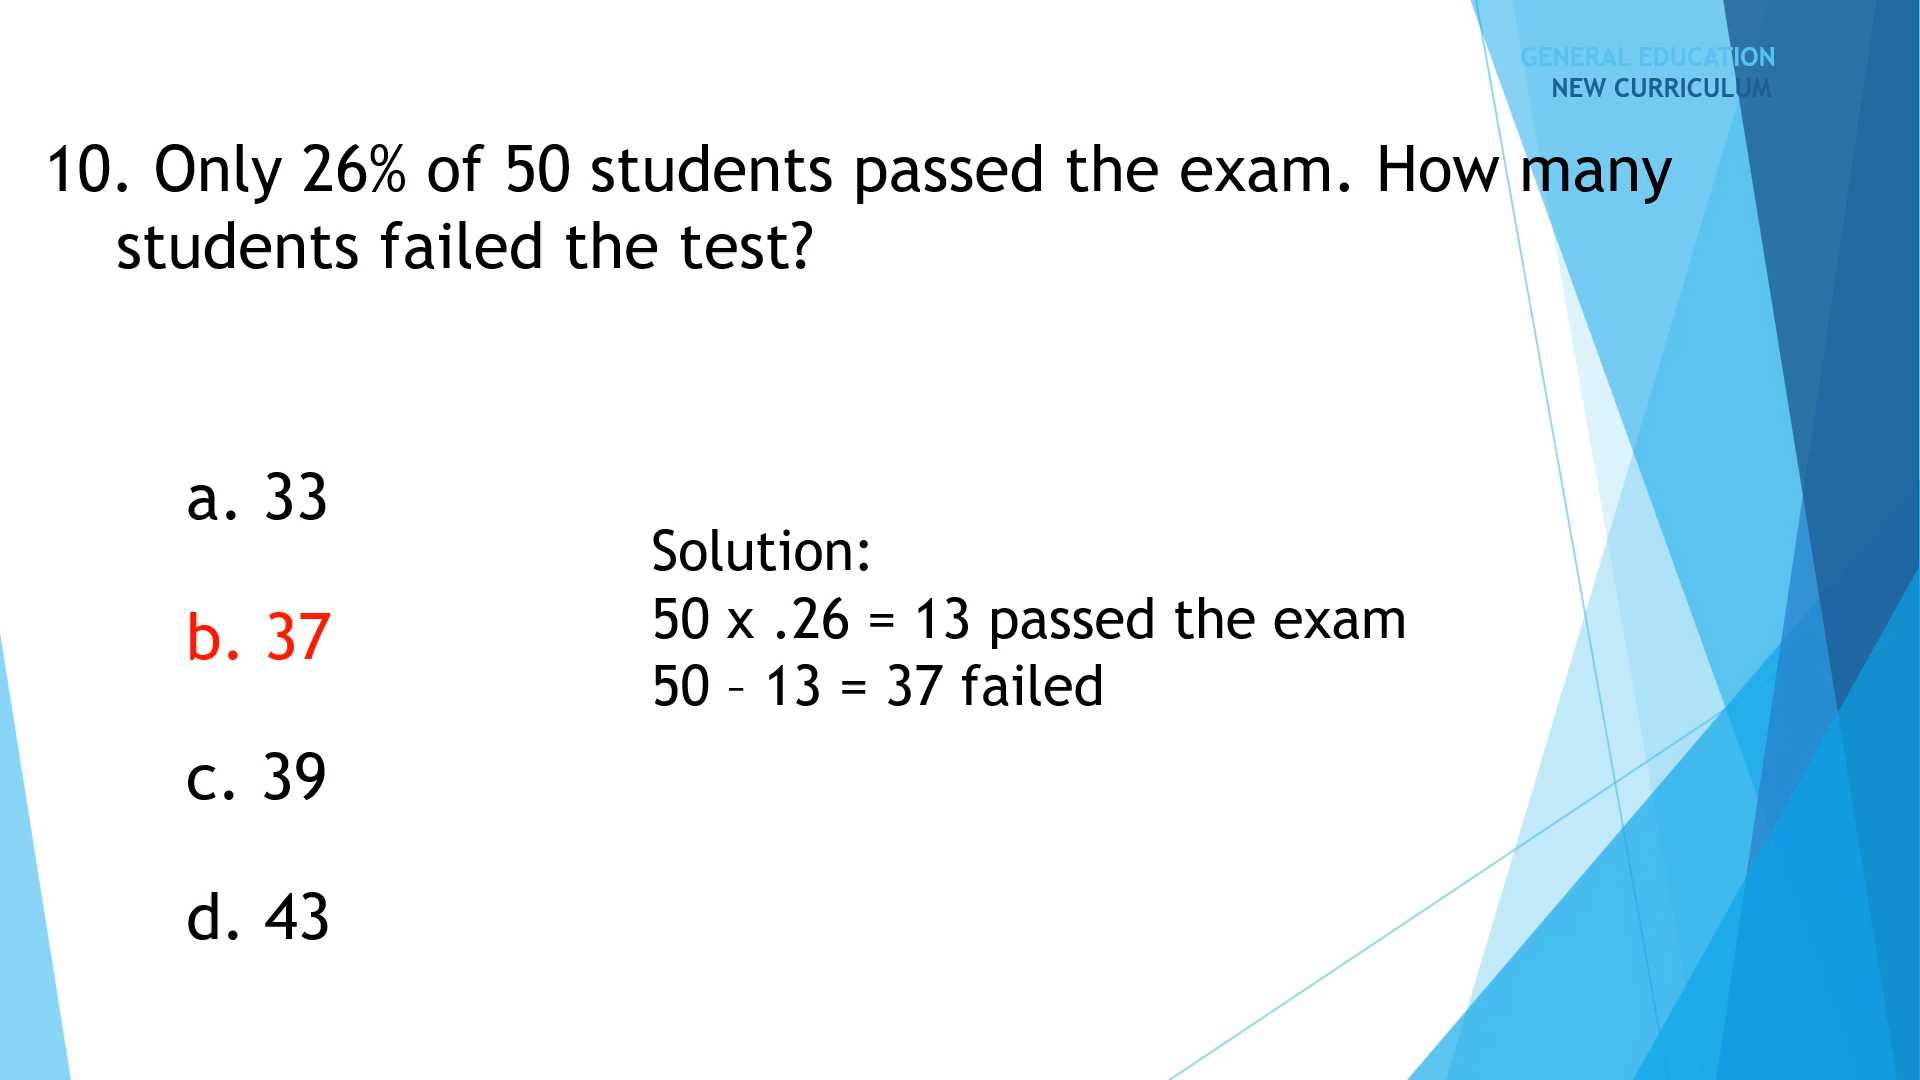 GENERAL EDUCATION
NEW CURRICULUM
10. Only 26% of 50 students passed the exam. How many
students failed the test?
a. 33
b. 37
c. 39
d. 43
Solution:
50 x .26 = 13 passed the exam
50 – 13 = 37 failed